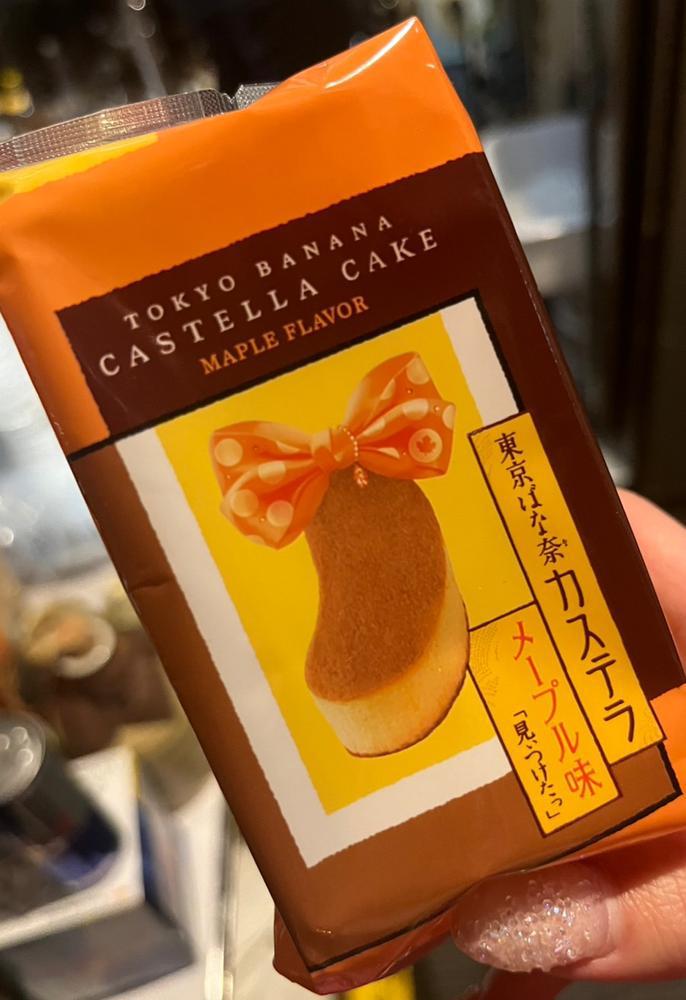 TOKYO BANANA
CASTELLA CAKE
MAPLE FLAVOR
東京ばな奈カステラ
メープル味
「見ぃつけたっ」